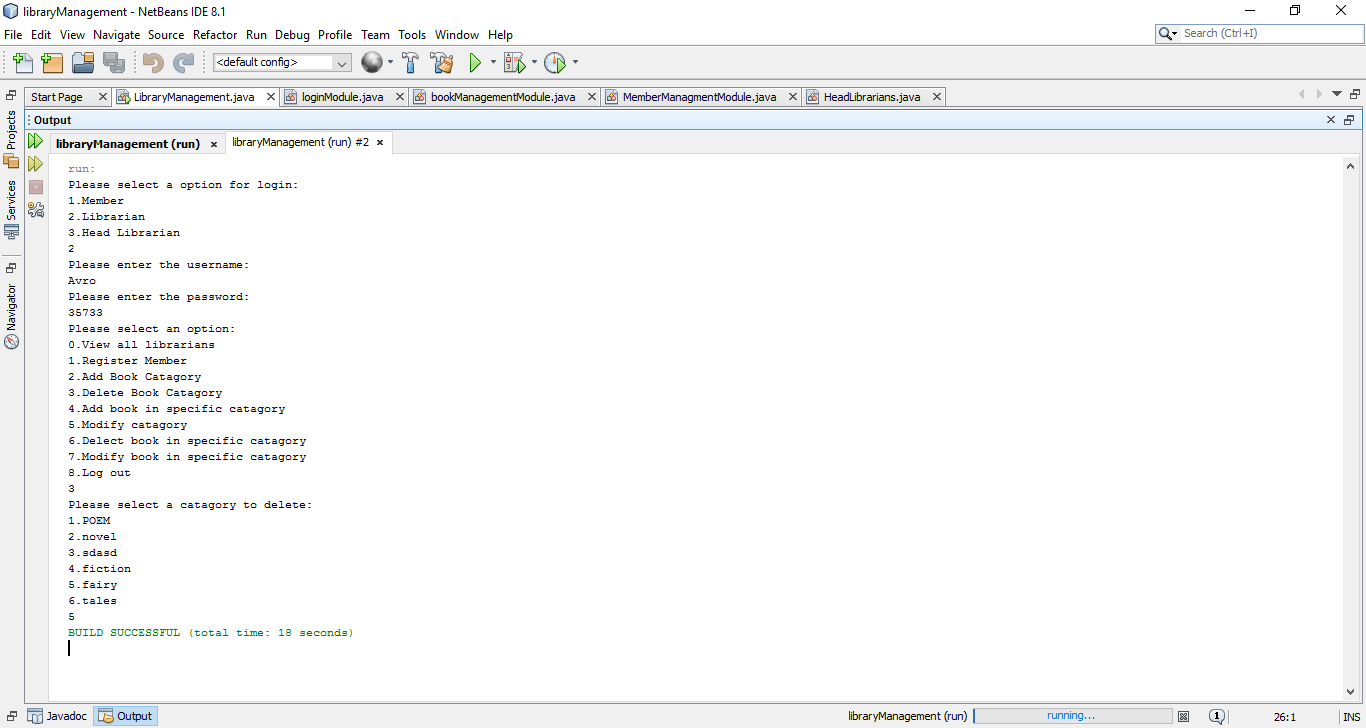 libraryManagement - NetBeans IDE 8.1
File Edit View Navigate Source Refactor Run Debug Profile Team Tools Window Help
Search (Ctrl+I)
<default config>
Start Page LibraryManagement.java loginModule.java bookManagementModule.java MemberManagmentModule.java HeadLibrarians.java
Projects
Services
Navigator
Output
libraryManagement (run) libraryManagement (run) #2
run:
Please select a option for login:
1.Member
2.Librarian
3.Head Librarian
2
Please enter the username:
Avro
Please enter the password:
35733
Please select an option:
0.View all librarians
1.Register Member
2.Add Book Catagory
3.Delete Book Catagory
4.Add book in specific catagory
5.Modify catagory
6.Delect book in specific catagory
7.Modify book in specific catagory
8.Log out
3
Please select a catagory to delete:
1.POEM
2.novel
3.sdasd
4.fiction
5.fairy
6.tales
5
BUILD SUCCESSFUL (total time: 18 seconds)
Javadoc Output libraryManagement (run) running... 1 26:1 INS